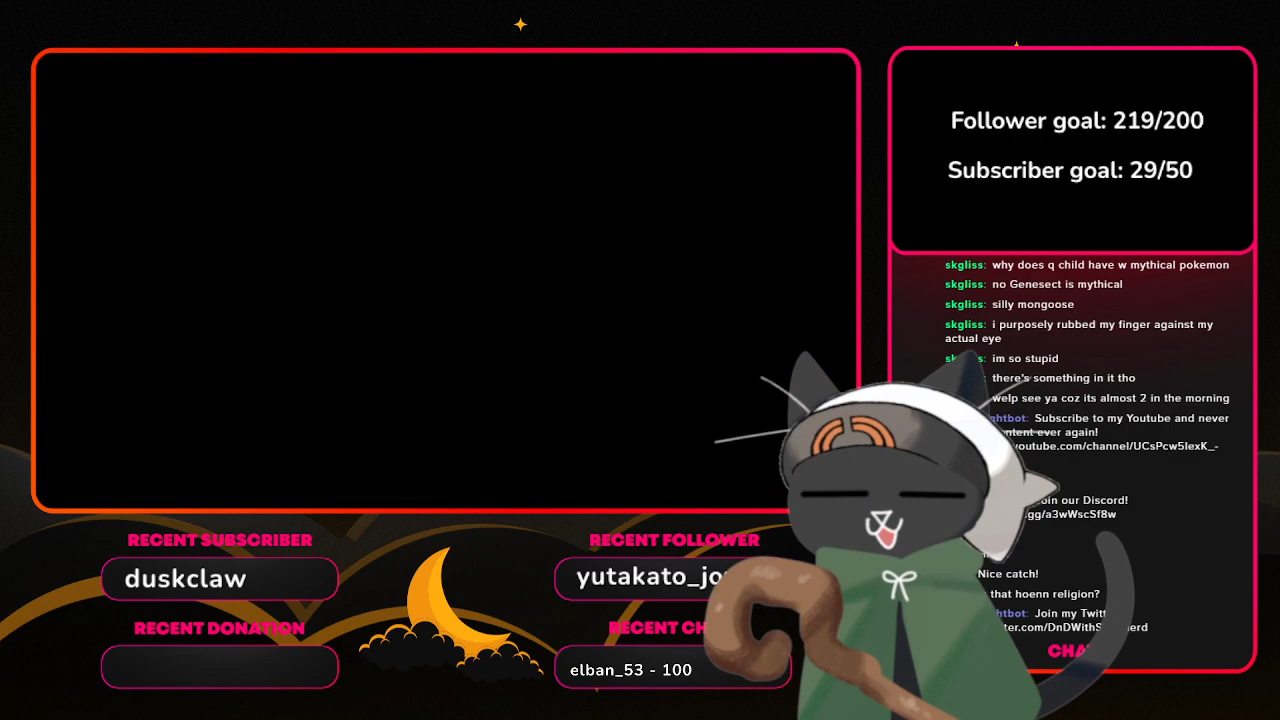 Follower goal: 219/200
Subscriber goal: 29/50
skgliss: why does q child have w mythical pokemon
skgliss: no Genesect is mythical
skgliss: silly mongoose
skgliss: i purposely rubbed my finger against my
actual eye
im so stupid
there's something in it tho
welp see ya coz its almost 2 in the morning
Subscribe to my Youtube and never
ever again!
youtube.com/channel/UCsPcw5lexK_-
our Discord!
.gg/a3wWscSf8w
Nice catch!
that hoenn religion?
Join my
RECENT SUBSCRIBER
duskclaw
RECENT FOLLOWER
RECENT DONATION
RECENT
elban_53 - 100